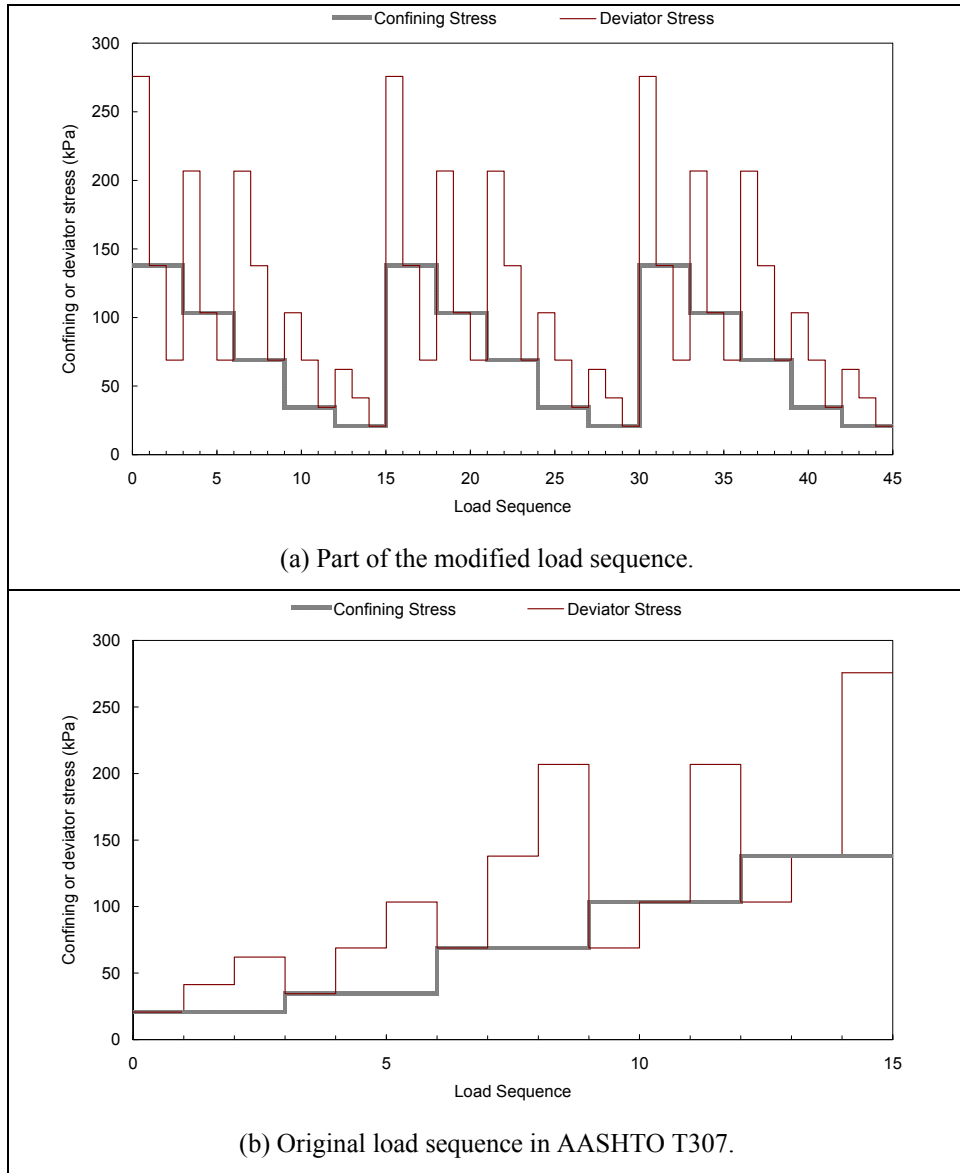 Confining Stress Deviator Stress
300
250
200
150
100
50
0
Confining or deviator stress (kPa)
0 5 10 15 20 25 30 35 40 45
Load Sequence
(a) Part of the modified load sequence.
Confining Stress Deviator Stress
300
250
200
150
100
50
0
Confining or deviator stress (kPa)
0 5 10 15
Load Sequence
(b) Original load sequence in AASHTO T307.